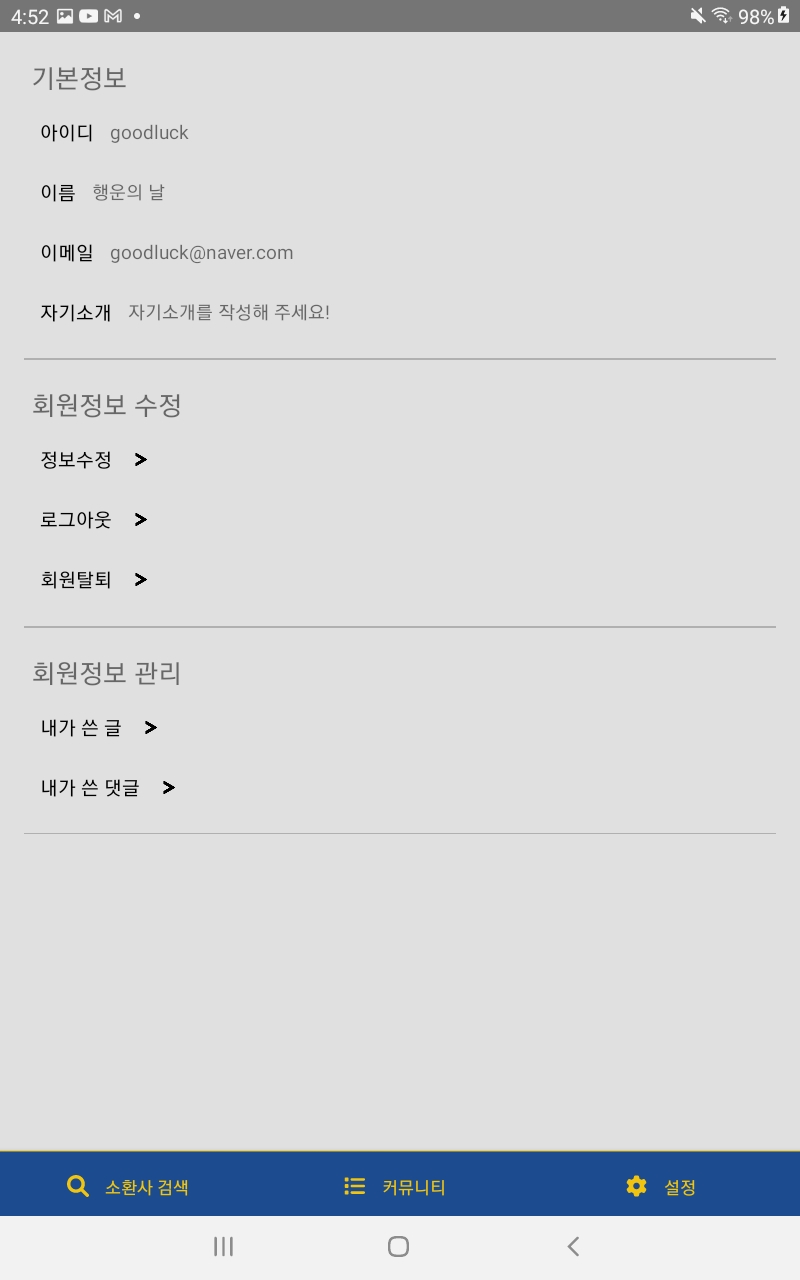 4:52 98%
기본정보
아이디 goodluck
이름 행운의 날
이메일 goodluck@naver.com
자기소개 자기소개를 작성해 주세요!
회원정보 수정
정보수정 >
로그아웃 >
회원탈퇴 >
회원정보 관리
내가 쓴 글 >
내가 쓴 댓글 >
소환사 검색 커뮤니티 설정